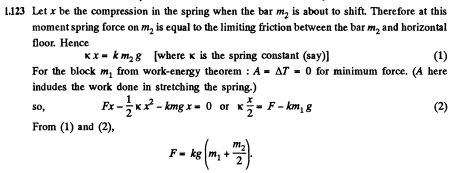 1.123 Let x be the compression in the spring when the bar m₂ is about to shift. Therefore at this
moment spring force on m₂ is equal to the limiting friction between the bar m₂ and horizontal
floor. Hence
κ x = k m₂ g [where κ is the spring constant (say)] (1)
For the block m₁ from work-energy theorem : A = ΔT = 0 for minimum force. (A here
indudes the work done in stretching the spring.)
so, Fx - 1/2 κ x² - kmg x = 0 or κ x/2 = F - km₁ g (2)
From (1) and (2),
F = kg (m₁ + m₂/2).